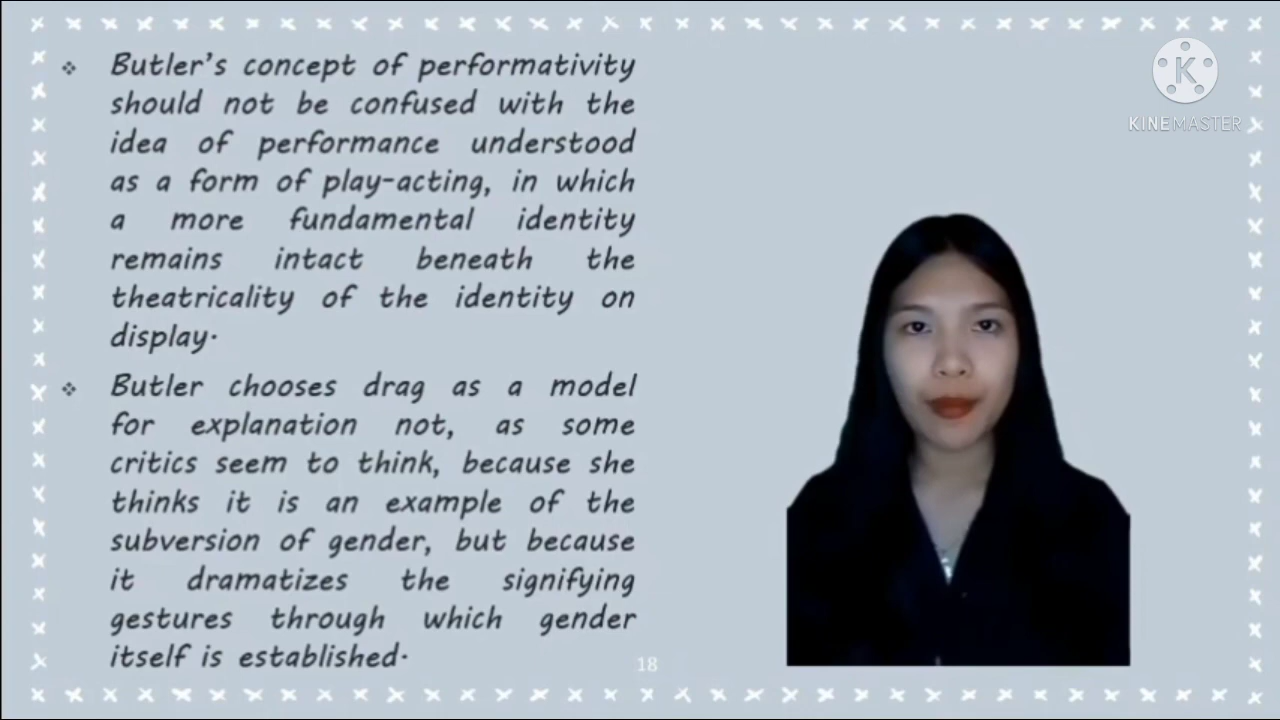 Butler's concept of performativity
should not be confused with the
idea of performance understood
as a form of play-acting, in which
a more fundamental identity
remains intact beneath the
theatricality of the identity on
display.
Butler chooses drag as a model
for explanation not, as some
critics seem to think, because she
thinks it is an example of the
subversion of gender, but because
it dramatizes the signifying
gestures through which gender
itself is established.
18
K
KINEMASTER